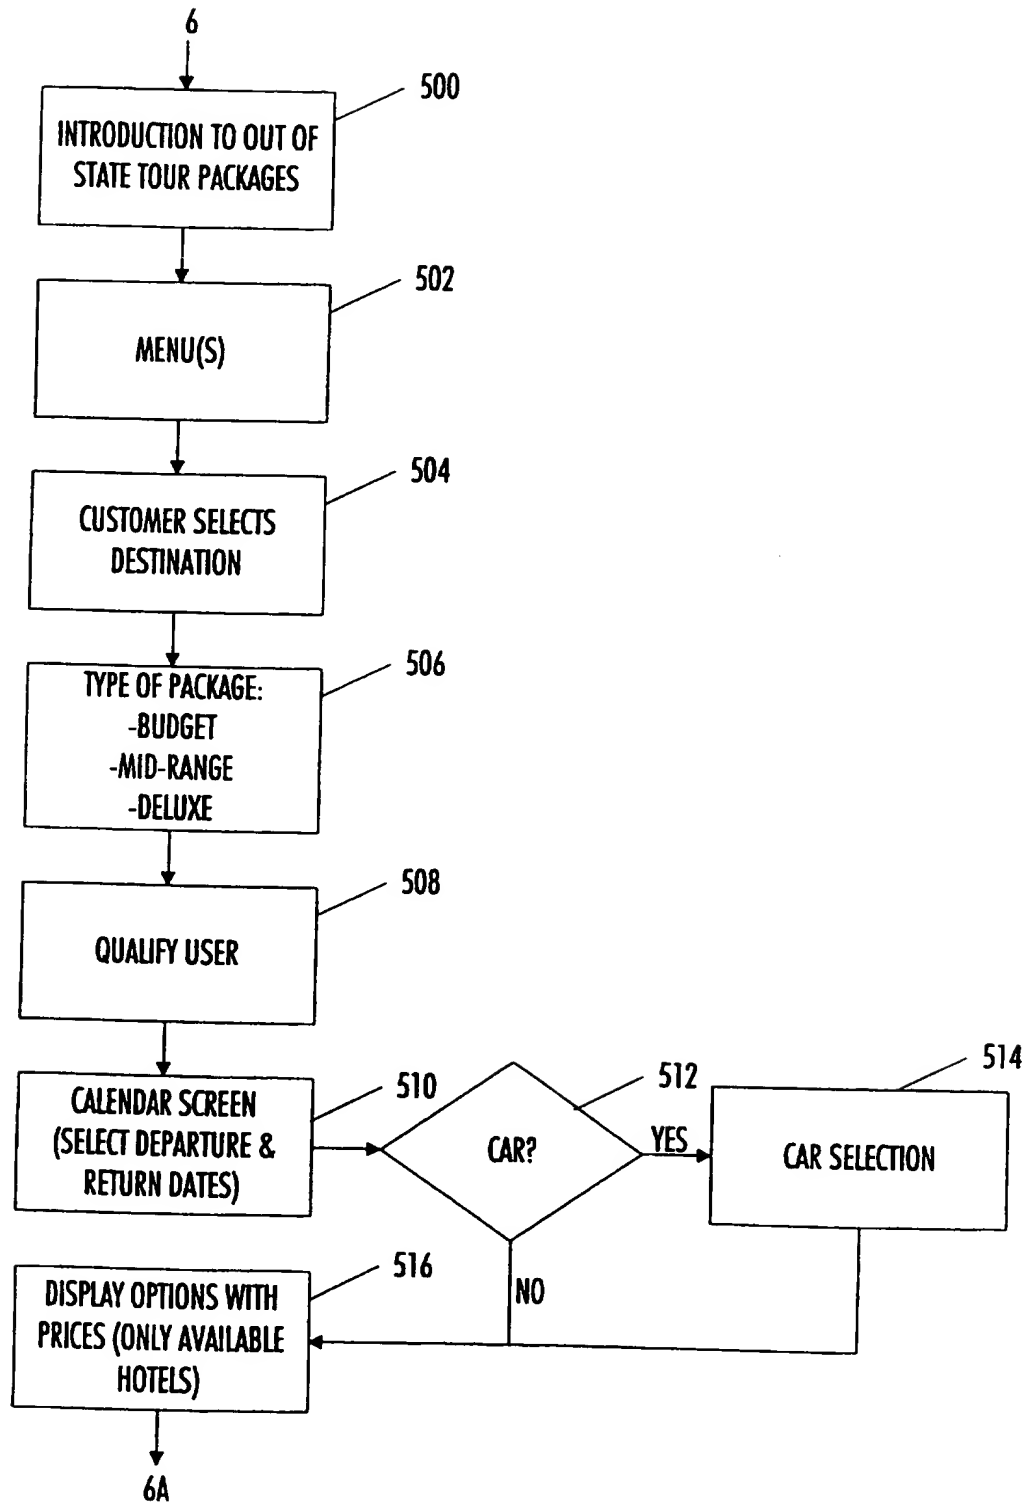 6
500
INTRODUCTION TO OUT OF
STATE TOUR PACKAGES
502
MENU(S)
504
CUSTOMER SELECTS
DESTINATION
506
TYPE OF PACKAGE:
-BUDGET
-MID-RANGE
-DELUXE
508
QUALIFY USER
510
CALENDAR SCREEN
(SELECT DEPARTURE &
RETURN DATES)
512
CAR?
YES
514
CAR SELECTION
NO
516
DISPLAY OPTIONS WITH
PRICES (ONLY AVAILABLE
HOTELS)
6A